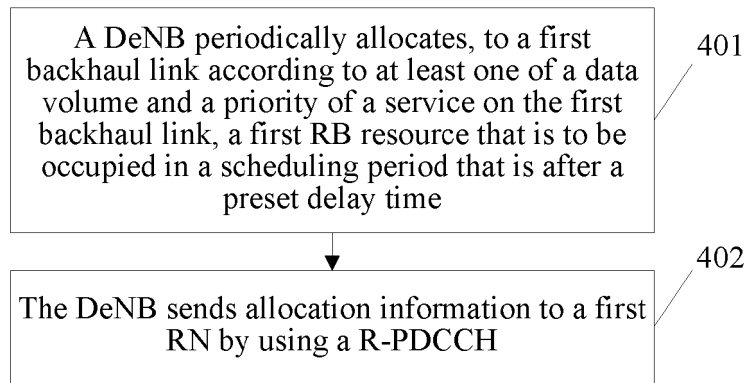 A DeNB periodically allocates, to a first
backhaul link according to at least one of a data
volume and a priority of a service on the first
backhaul link, a first RB resource that is to be
occupied in a scheduling period that is after a
preset delay time
401
The DeNB sends allocation information to a first
RN by using a R-PDCCH
402